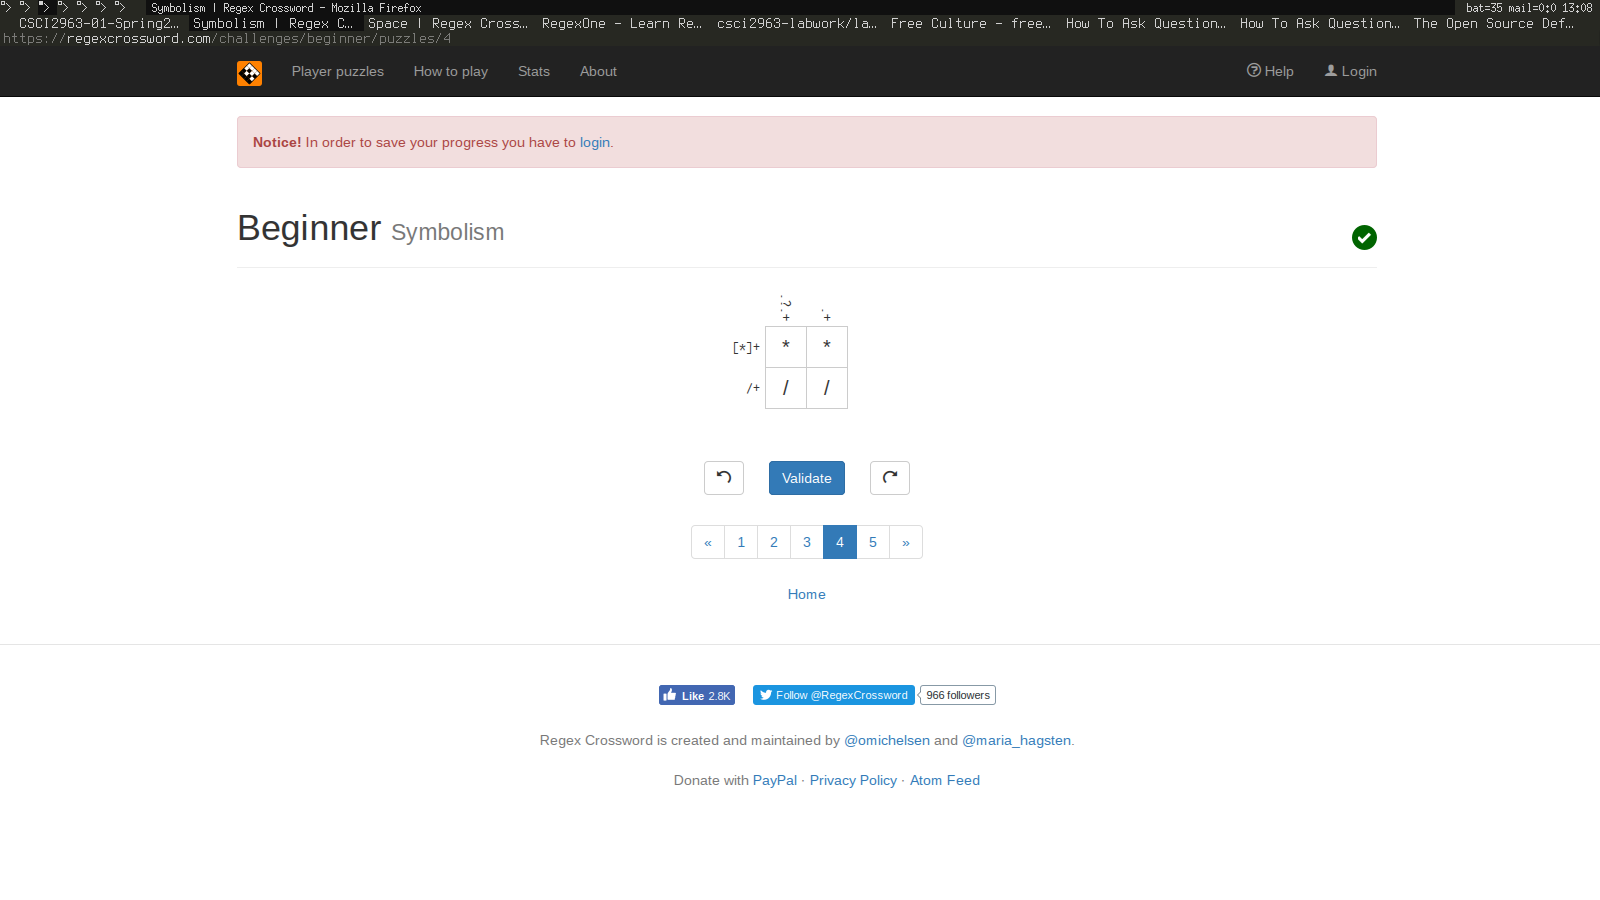 Symbolism | Regex Crossword - Mozilla Firefox bat=35 mail=0:0 13:08
CSCI2963-01-Spring2… Symbolism | Regex C… Space | Regex Cross… RegexOne - Learn Re… csci2963-labwork/la… Free Culture - free… How To Ask Question… How To Ask Question… The Open Source Def…
https://regexcrossword.com/challenges/beginner/puzzles/4
Player puzzles How to play Stats About Help Login
Notice! In order to save your progress you have to login.
Beginner Symbolism
.?.+ .+
[*]+ * *
/+ / /
Validate
« 1 2 3 4 5 »
Home
Like 2.8K Follow @RegexCrossword 966 followers
Regex Crossword is created and maintained by @omichelsen and @maria_hagsten.
Donate with PayPal · Privacy Policy · Atom Feed